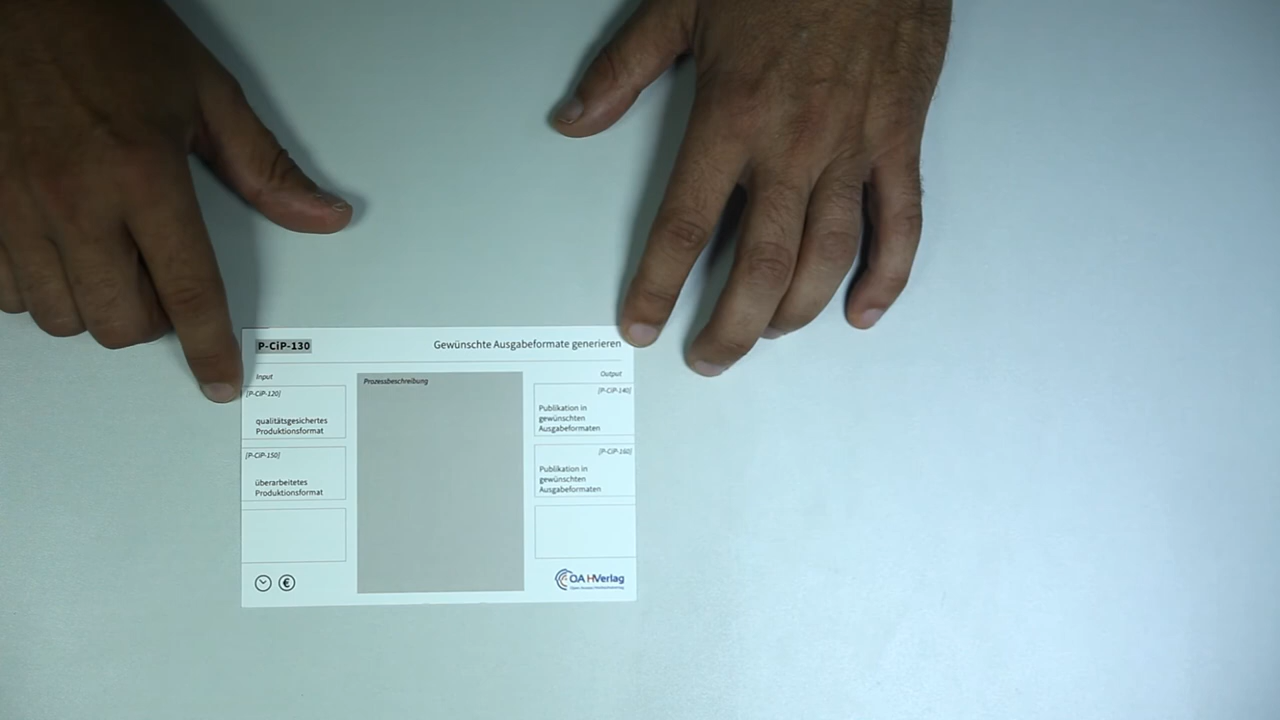 P-CiP-130
Gewünschte Ausgabeformate generieren
Input
[P-CiP-120]
qualitätsgesichertes
Produktionsformat
[P-CiP-150]
überarbeitetes
Produktionsformat
Prozessbeschreibung
Output
[P-CiP-140]
Publikation in
gewünschten
Ausgabeformaten
[P-CiP-160]
Publikation in
gewünschten
Ausgabeformaten
€
OA HVerlag